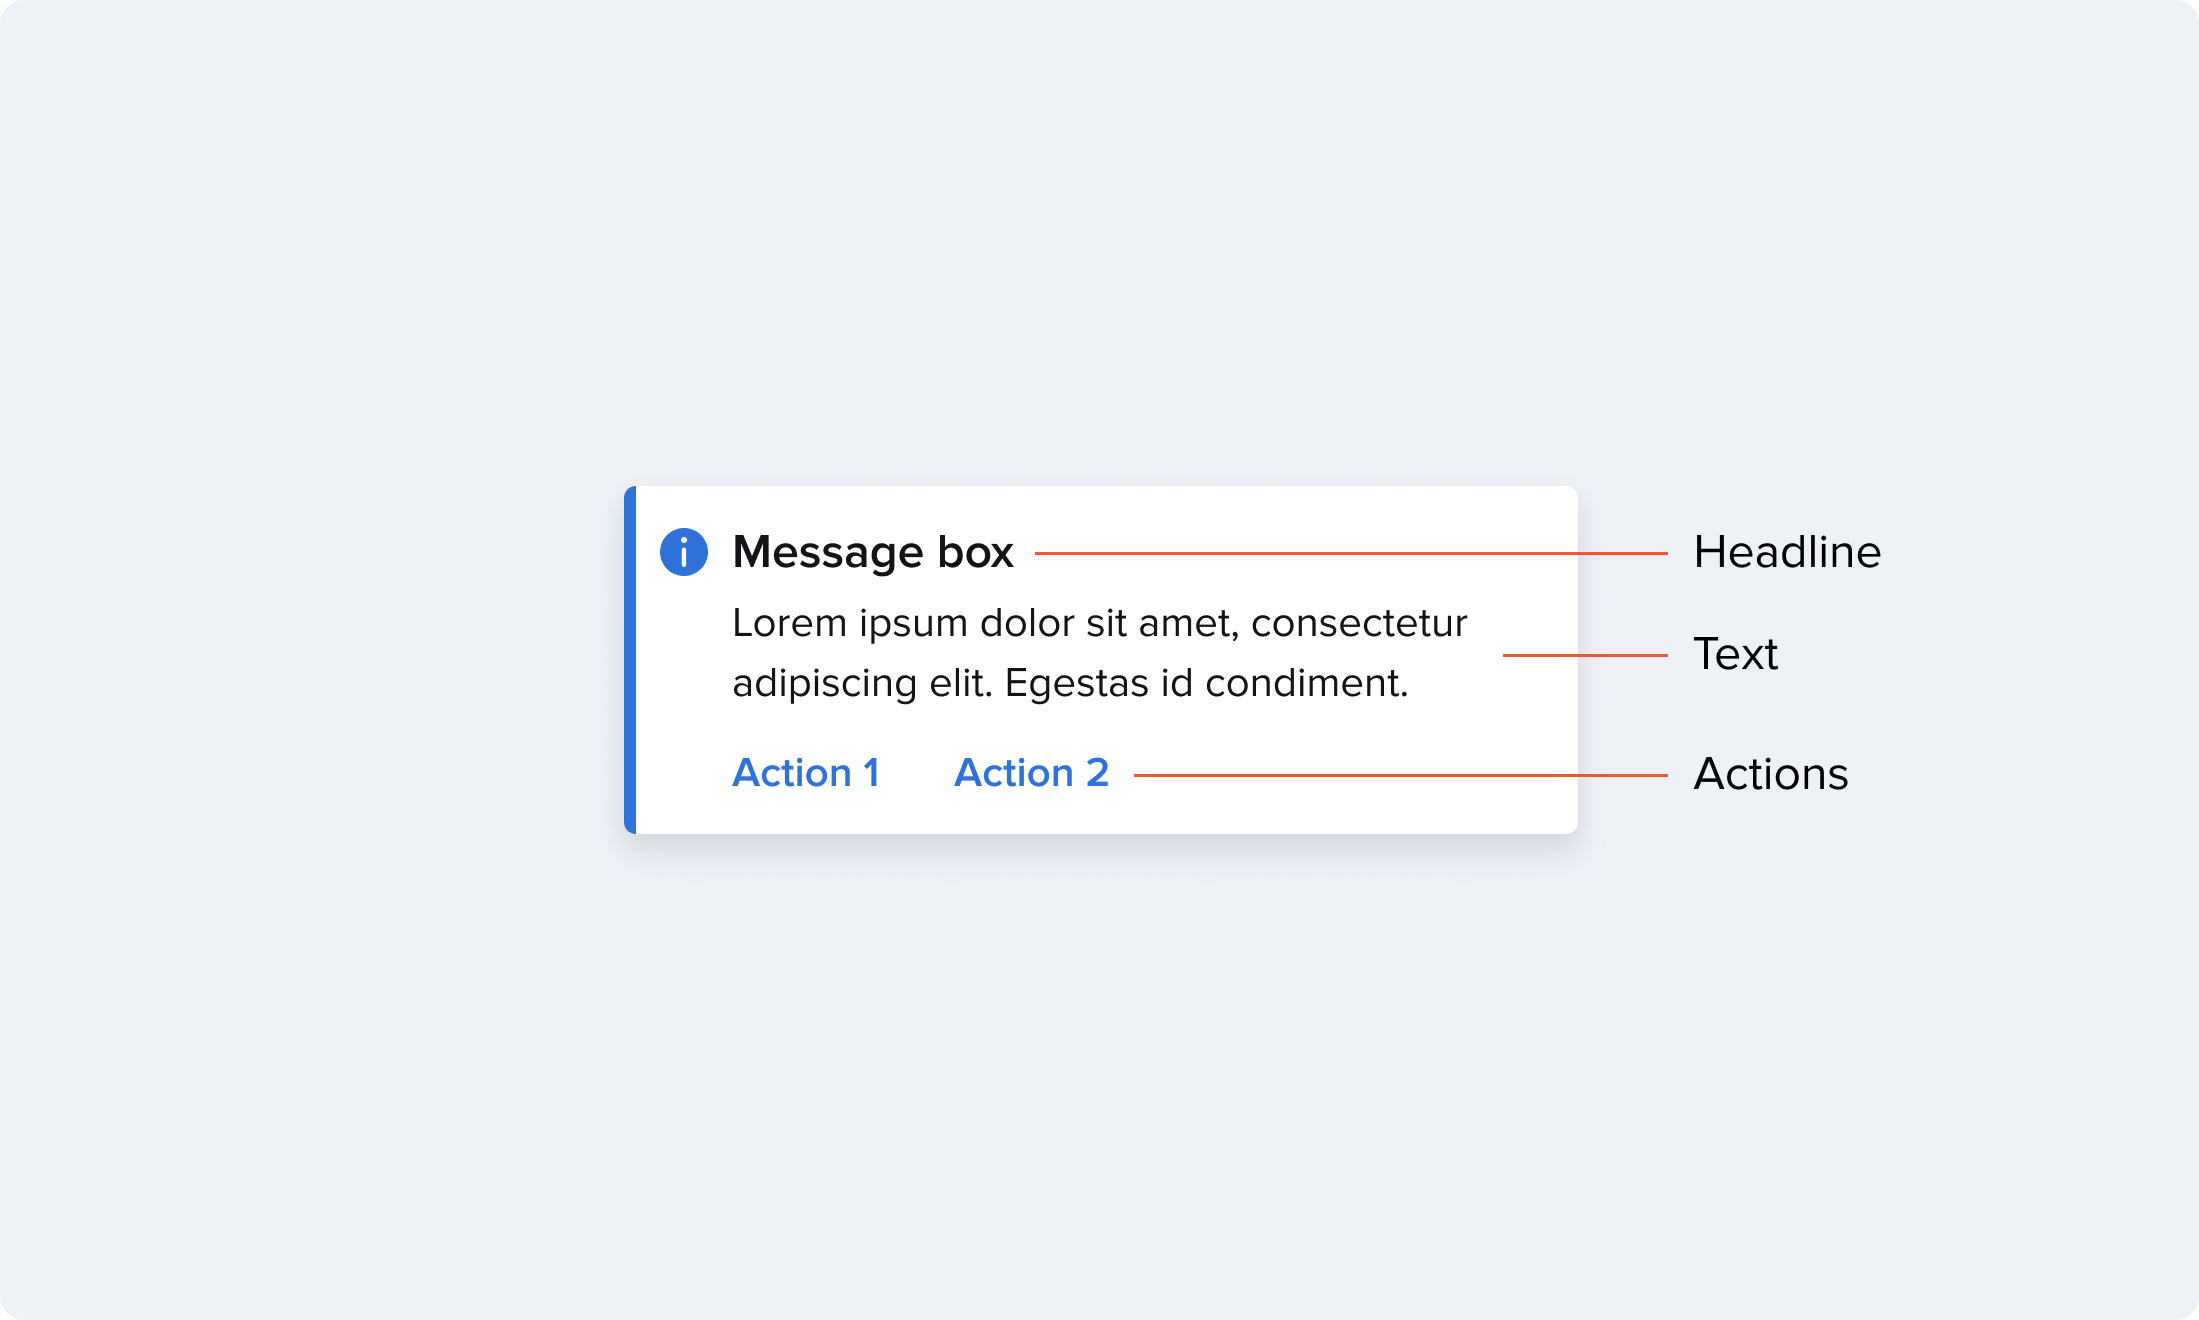 Message box
Headline
Lorem ipsum dolor sit amet, consectetur
adipiscing elit. Egestas id condiment.
Text
Action 1
Action 2
Actions